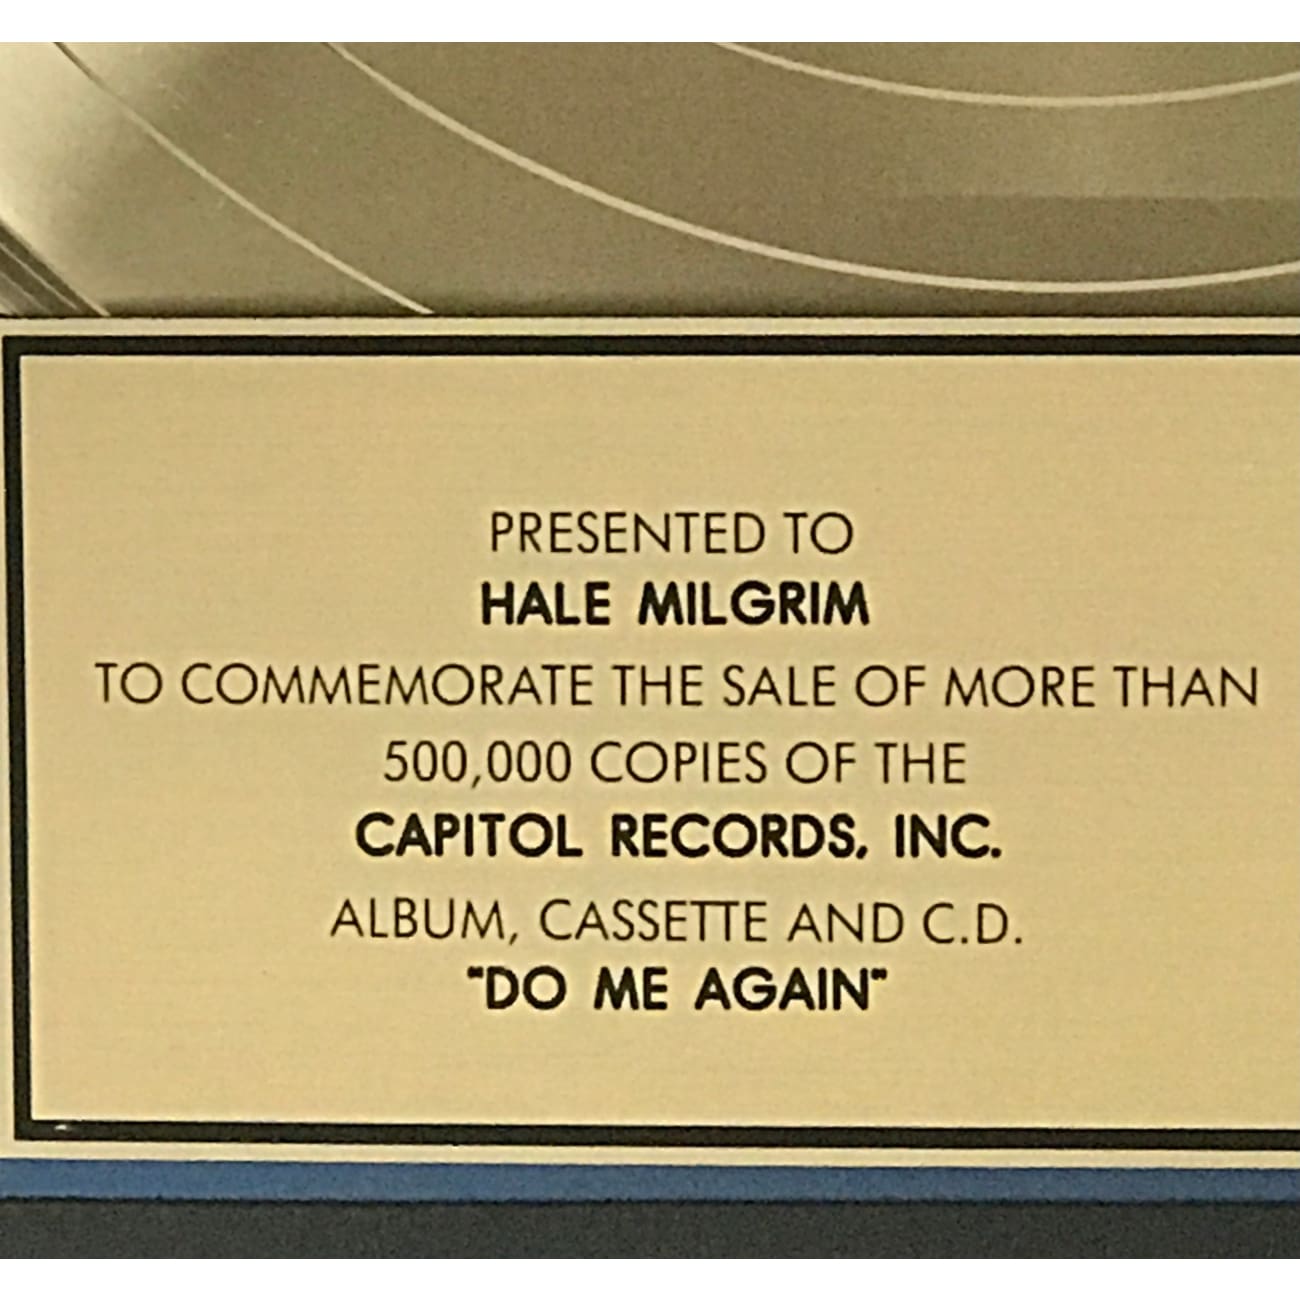 PRESENTED TO
HALE MILGRIM
TO COMMEMORATE THE SALE OF MORE THAN
500,000 COPIES OF THE
CAPITOL RECORDS, INC.
ALBUM, CASSETTE AND C.D.
"DO ME AGAIN"